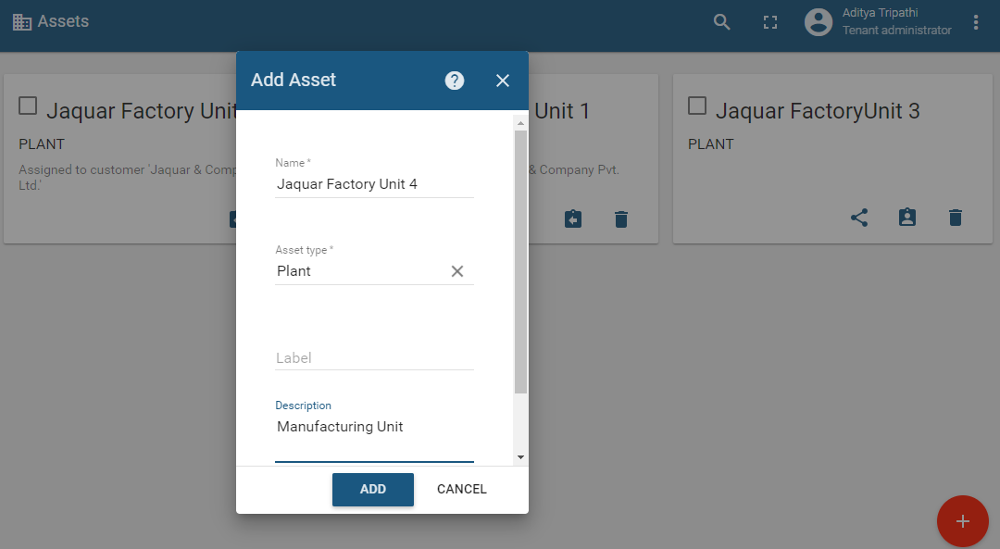 Assets
Aditya Tripathi
Tenant administrator
Jaquar Factory Unit
PLANT
Assigned to customer 'Jaquar &
Ltd.'
Unit 1
& Company Pvt.
Jaquar FactoryUnit 3
PLANT
Add Asset
?
Name *
Jaquar Factory Unit 4
Asset type *
Plant
Label
Description
Manufacturing Unit
ADD
CANCEL
+